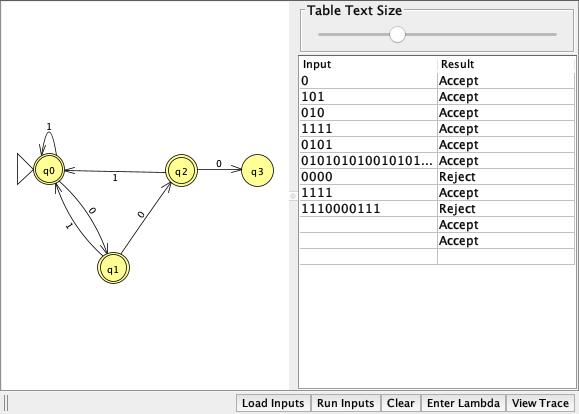 Table Text Size
Input Result
0 Accept
101 Accept
010 Accept
1111 Accept
0101 Accept
010101010010101... Accept
0000 Reject
1111 Accept
1110000111 Reject
Accept
Accept
1
q0
q2
0
q3
1
0
1
0
q1
Load Inputs Run Inputs Clear Enter Lambda View Trace